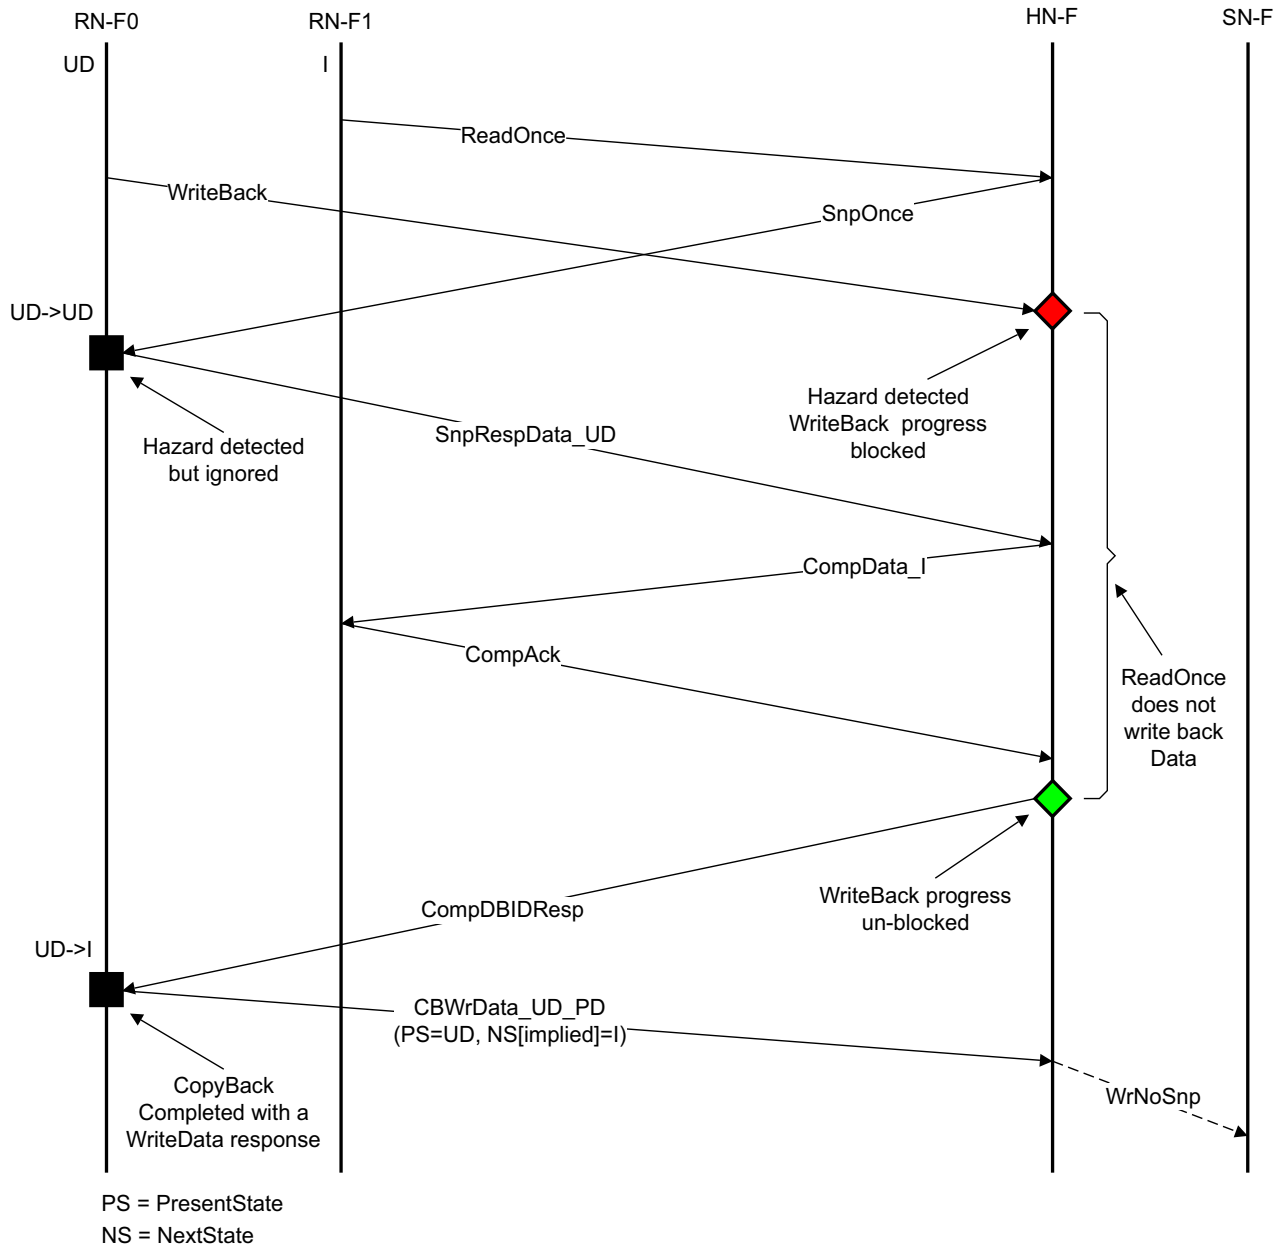 RN-F0
RN-F1
HN-F
SN-F
UD
I
ReadOnce
WriteBack
SnpOnce
UD->UD
Hazard detected
but ignored
Hazard detected
WriteBack progress
blocked
SnpRespData_UD
CompData_I
CompAck
ReadOnce
does not
write back
Data
WriteBack progress
un-blocked
CompDBIDResp
UD->I
CBWrData_UD_PD
(PS=UD, NS[implied]=I)
CopyBack
Completed with a
WriteData response
WrNoSnp
PS = PresentState
NS = NextState